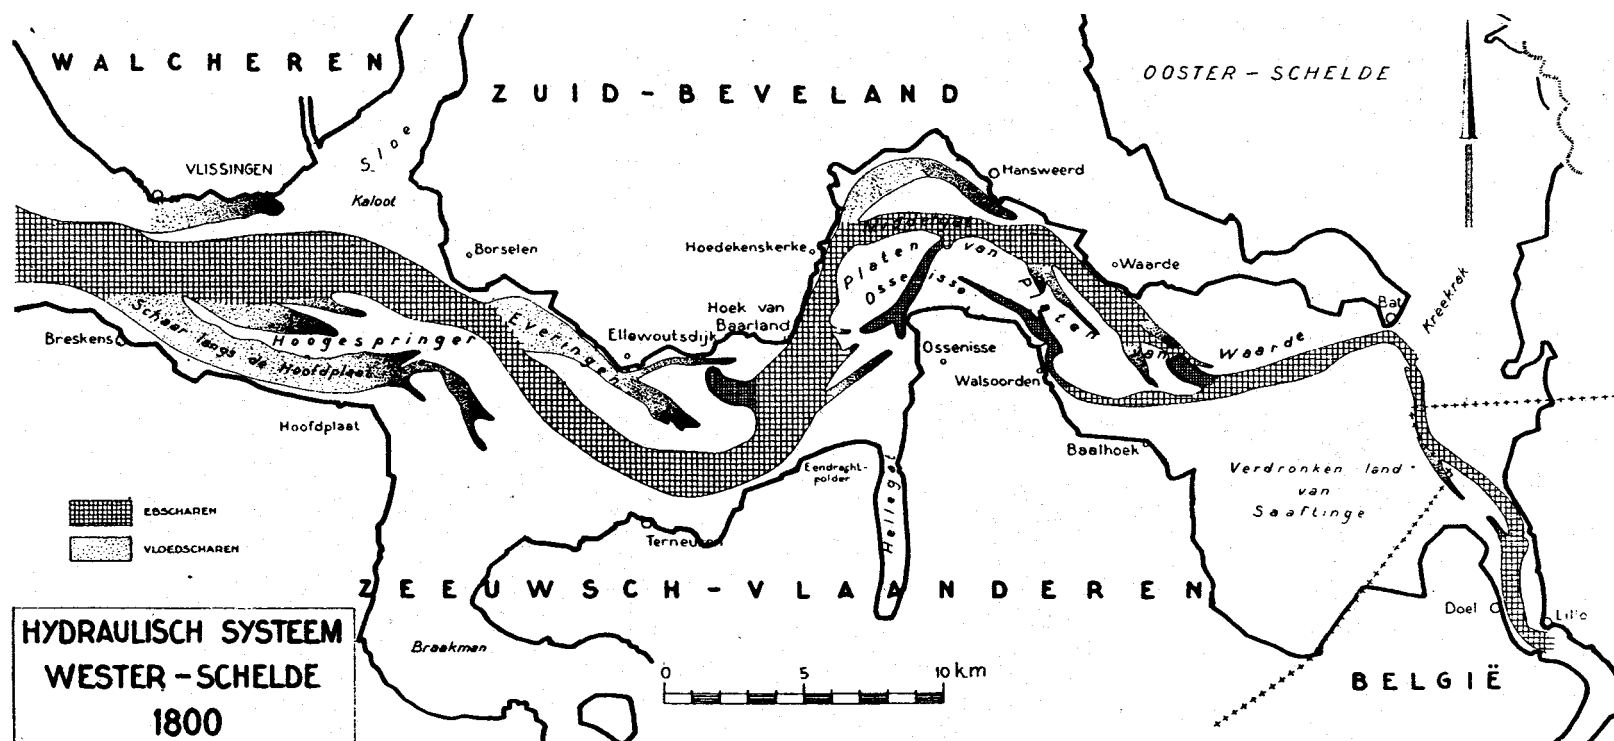 WALCHEREN
ZUID-BEVELAND
OOSTER-SCHELDE
VLISSINGEN
Sloe
Kaloot
Hansweerd
Borselen
Hoedekenskerke
Platen van
Ossenisse
Waarde
Kreekrak
Bat
Hoek van
Baarland
Everingen
Ellewoutsdijk
Schaar langs de Hoofdplaat
Hoogespringer
Breskens
Platen
van
Waarde
Ossenisse
Walsoorden
Hoofdplaat
Baalhoek
Eendracht-
polder
Hellegat
Verdronken land
van
Saaftinge
EBSCHAREN
VLOEDSCHAREN
Terneuzen
ZEEUWSCH-VLAANDEREN
Doel
Lillo
Braakman
BELGIË
HYDRAULISCH SYSTEEM
WESTER-SCHELDE
1800
0 5 10 km